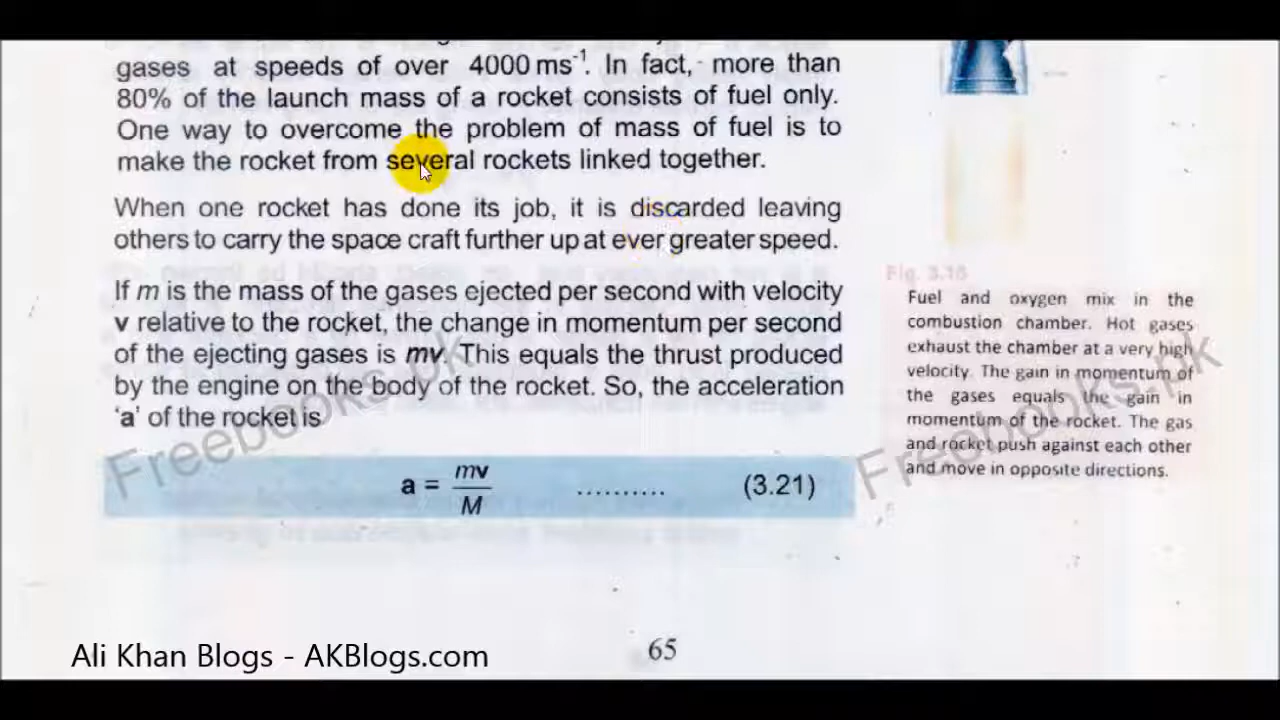 gases at speeds of over 4000 ms⁻¹. In fact, more than
80% of the launch mass of a rocket consists of fuel only.
One way to overcome the problem of mass of fuel is to
make the rocket from several rockets linked together.
When one rocket has done its job, it is discarded leaving
others to carry the space craft further up at ever greater speed.
If m is the mass of the gases ejected per second with velocity
v relative to the rocket, the change in momentum per second
of the ejecting gases is mv. This equals the thrust produced
by the engine on the body of the rocket. So, the acceleration
‘a’ of the rocket is
a = mv/M .......... (3.21)
Fig. 3.16
Fuel and oxygen mix in the
combustion chamber. Hot gases
exhaust the chamber at a very high
velocity. The gain in momentum of
the gases equals the gain in
momentum of the rocket. The gas
and rocket push against each other
and move in opposite directions.
Freebooks.pk
Freebooks.pk
65
Ali Khan Blogs - AKBlogs.com